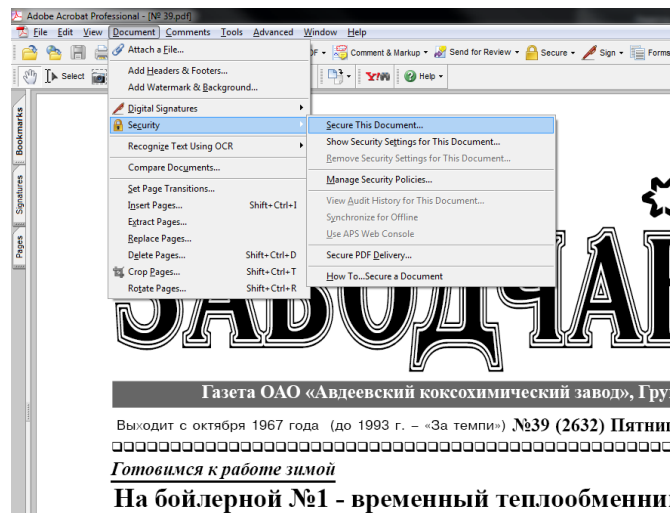 Adobe Acrobat Professional - [№ 39.pdf]
File Edit View Document Comments Tools Advanced Window Help
Comment & Markup Send for Review Secure Sign Forms
Select
Y! Help
Attach a File...
Add Headers & Footers...
Add Watermark & Background...
Digital Signatures
Security
Recognize Text Using OCR
Compare Documents...
Set Page Transitions...
Insert Pages... Shift+Ctrl+I
Extract Pages...
Replace Pages...
Delete Pages... Shift+Ctrl+D
Crop Pages... Shift+Ctrl+T
Rotate Pages... Shift+Ctrl+R
Secure This Document...
Show Security Settings for This Document...
Remove Security Settings for This Document...
Manage Security Policies...
View Audit History for This Document...
Synchronize for Offline
Use APS Web Console
Secure PDF Delivery...
How To...Secure a Document
Bookmarks
Signatures
Pages
ЗАВОДЧАН
Газета ОАО «Авдеевский коксохимический завод», Гру
Выходит с октября 1967 года (до 1993 г. – «За темпи») №39 (2632) Пятни
Готовимся к работе зимой
На бойлерной №1 - временный теплообменни